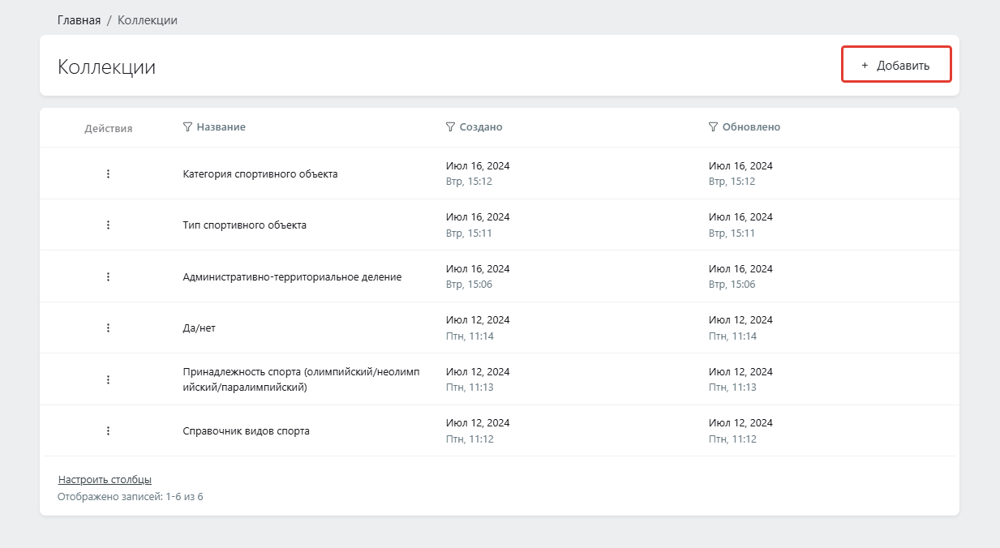 Главная / Коллекции
Коллекции
+ Добавить
Действия Название Создано Обновлено
Категория спортивного объекта Июл 16, 2024 Июл 16, 2024
Втр, 15:12 Втр, 15:12
Тип спортивного объекта Июл 16, 2024 Июл 16, 2024
Втр, 15:11 Втр, 15:11
Административно-территориальное деление Июл 16, 2024 Июл 16, 2024
Втр, 15:06 Втр, 15:06
Да/нет Июл 12, 2024 Июл 12, 2024
Птн, 11:14 Птн, 11:14
Принадлежность спорта (олимпийский/неолимп Июл 12, 2024 Июл 12, 2024
ийский/паралимпийский) Птн, 11:13 Птн, 11:13
Справочник видов спорта Июл 12, 2024 Июл 12, 2024
Птн, 11:12 Птн, 11:12
Настроить столбцы
Отображено записей: 1-6 из 6